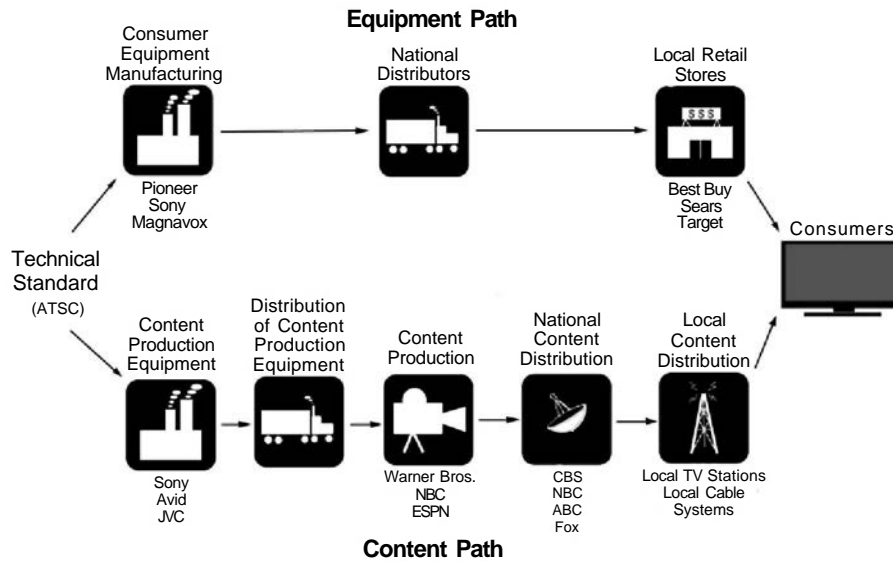 Equipment Path
Consumer
Equipment
Manufacturing
Pioneer
Sony
Magnavox
National
Distributors
Local Retail
Stores
$$$
Best Buy
Sears
Target
Consumers
Technical
Standard
(ATSC)
Content
Production
Equipment
Sony
Avid
JVC
Distribution
of Content
Production
Equipment
Content
Production
Warner Bros.
NBC
ESPN
National
Content
Distribution
CBS
NBC
ABC
Fox
Local
Content
Distribution
Local TV Stations
Local Cable
Systems
Content Path